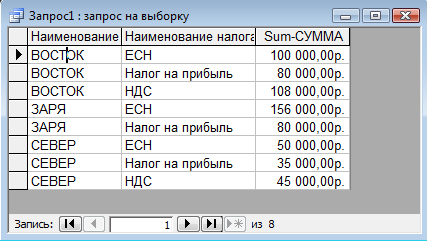 Запрос1 : запрос на выборку
Наименование Наименование налога Sum-СУММА
ВОСТОК ЕСН 100 000,00р.
ВОСТОК Налог на прибыль 80 000,00р.
ВОСТОК НДС 108 000,00р.
ЗАРЯ ЕСН 156 000,00р.
ЗАРЯ Налог на прибыль 80 000,00р.
СЕВЕР ЕСН 50 000,00р.
СЕВЕР Налог на прибыль 35 000,00р.
СЕВЕР НДС 45 000,00р.
Запись: 1 из 8